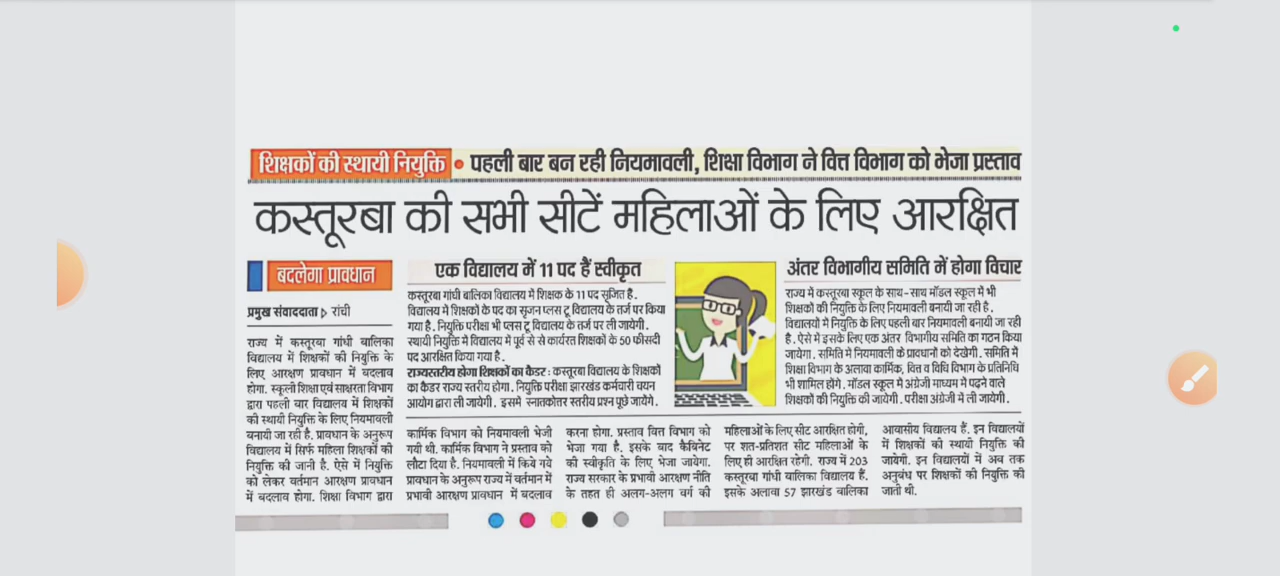 शिक्षकों की स्थायी नियुक्ति • पहली बार बन रही नियमावली, शिक्षा विभाग ने वित्त विभाग को भेजा प्रस्ताव
कस्तूरबा की सभी सीटें महिलाओं के लिए आरक्षित
बदलेगा प्रावधान
प्रमुख संवाददाता ▷ रांची
राज्य में कस्तूरबा गांधी बालिका
विद्यालय में शिक्षकों की नियुक्ति के
लिए आरक्षण प्रावधान में बदलाव
होगा. स्कूली शिक्षा एवं साक्षरता विभाग
द्वारा पहली बार विद्यालय में शिक्षकों
की स्थायी नियुक्ति के लिए नियमावली
बनायी जा रही है. प्रावधान के अनुरूप
विद्यालय में सिर्फ महिला शिक्षकों की
नियुक्ति की जानी है. ऐसे में नियुक्ति
को लेकर वर्तमान आरक्षण प्रावधान
में बदलाव होगा. शिक्षा विभाग द्वारा
एक विद्यालय में 11 पद हैं स्वीकृत
कस्तूरबा गांधी बालिका विद्यालय में शिक्षक के 11 पद सृजित है.
विद्यालय में शिक्षकों के पद का सृजन प्लस टू विद्यालय के तर्ज पर किया
गया है. नियुक्ति परीक्षा भी प्लस टू विद्यालय के तर्ज पर ली जायेगी.
स्थायी नियुक्ति में विद्यालय में पूर्व से से कार्यरत शिक्षकों के 50 फीसदी
पद आरक्षित किया गया है.
राज्यस्तरीय होगा शिक्षकों का कैडर: कस्तूरबा विद्यालय के शिक्षकों
का कैडर राज्य स्तरीय होगा. नियुक्ति परीक्षा झारखंड कर्मचारी चयन
आयोग द्वारा ली जायेगी. इसमे स्नातकोत्तर स्तरीय प्रश्न पूछे जायेंगे.
अंतर विभागीय समिति में होगा विचार
राज्य में कस्तूरबा स्कूल के साथ-साथ मॉडल स्कूल में भी
शिक्षकों की नियुक्ति के लिए नियमावली बनायी जा रही है.
विद्यालयों में नियुक्ति के लिए पहली बार नियमावली बनायी जा रही
है. ऐसे में इसके लिए एक अंतर विभागीय समिति का गठन किया
जायेगा. समिति में नियमावली के प्रावधानों को देखेगी. समिति में
शिक्षा विभाग के अलावा कार्मिक, वित्त व विधि विभाग के प्रतिनिधि
भी शामिल होंगे. मॉडल स्कूल में अंग्रेजी माध्यम में पढ़ने वाले
शिक्षकों की नियुक्ति की जायेगी. परीक्षा अंग्रेजी में ली जायेगी.
कार्मिक विभाग को नियमावली भेजी
गयी थी. कार्मिक विभाग ने प्रस्ताव को
लौटा दिया है. नियमावली में किये गये
प्रावधान के अनुरूप राज्य में वर्तमान में
प्रभावी आरक्षण प्रावधान में बदलाव
करना होगा. प्रस्ताव वित्त विभाग को
भेजा गया है. इसके बाद कैबिनेट
की स्वीकृति के लिए भेजा जायेगा.
राज्य सरकार के प्रभावी आरक्षण नीति
के तहत ही अलग-अलग वर्ग की
महिलाओं के लिए सीट आरक्षित होगी,
पर शत-प्रतिशत सीट महिलाओं के
लिए ही आरक्षित रहेगी. राज्य में 203
कस्तूरबा गांधी बालिका विद्यालय हैं.
इसके अलावा 57 झारखंड बालिका
आवासीय विद्यालय हैं. इन विद्यालयों
में शिक्षकों की स्थायी नियुक्ति की
जायेगी. इन विद्यालयों में अब तक
अनुबंध पर शिक्षकों की नियुक्ति की
जाती थी.